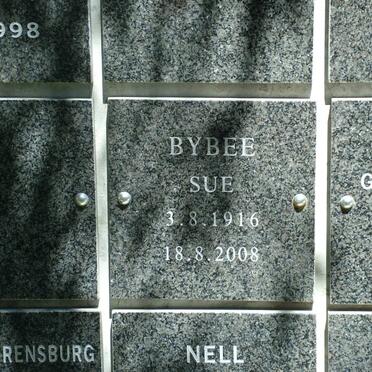 998
BYBEE
SUE
3.8.1916
18.8.2008
G
RENSBURG
NELL